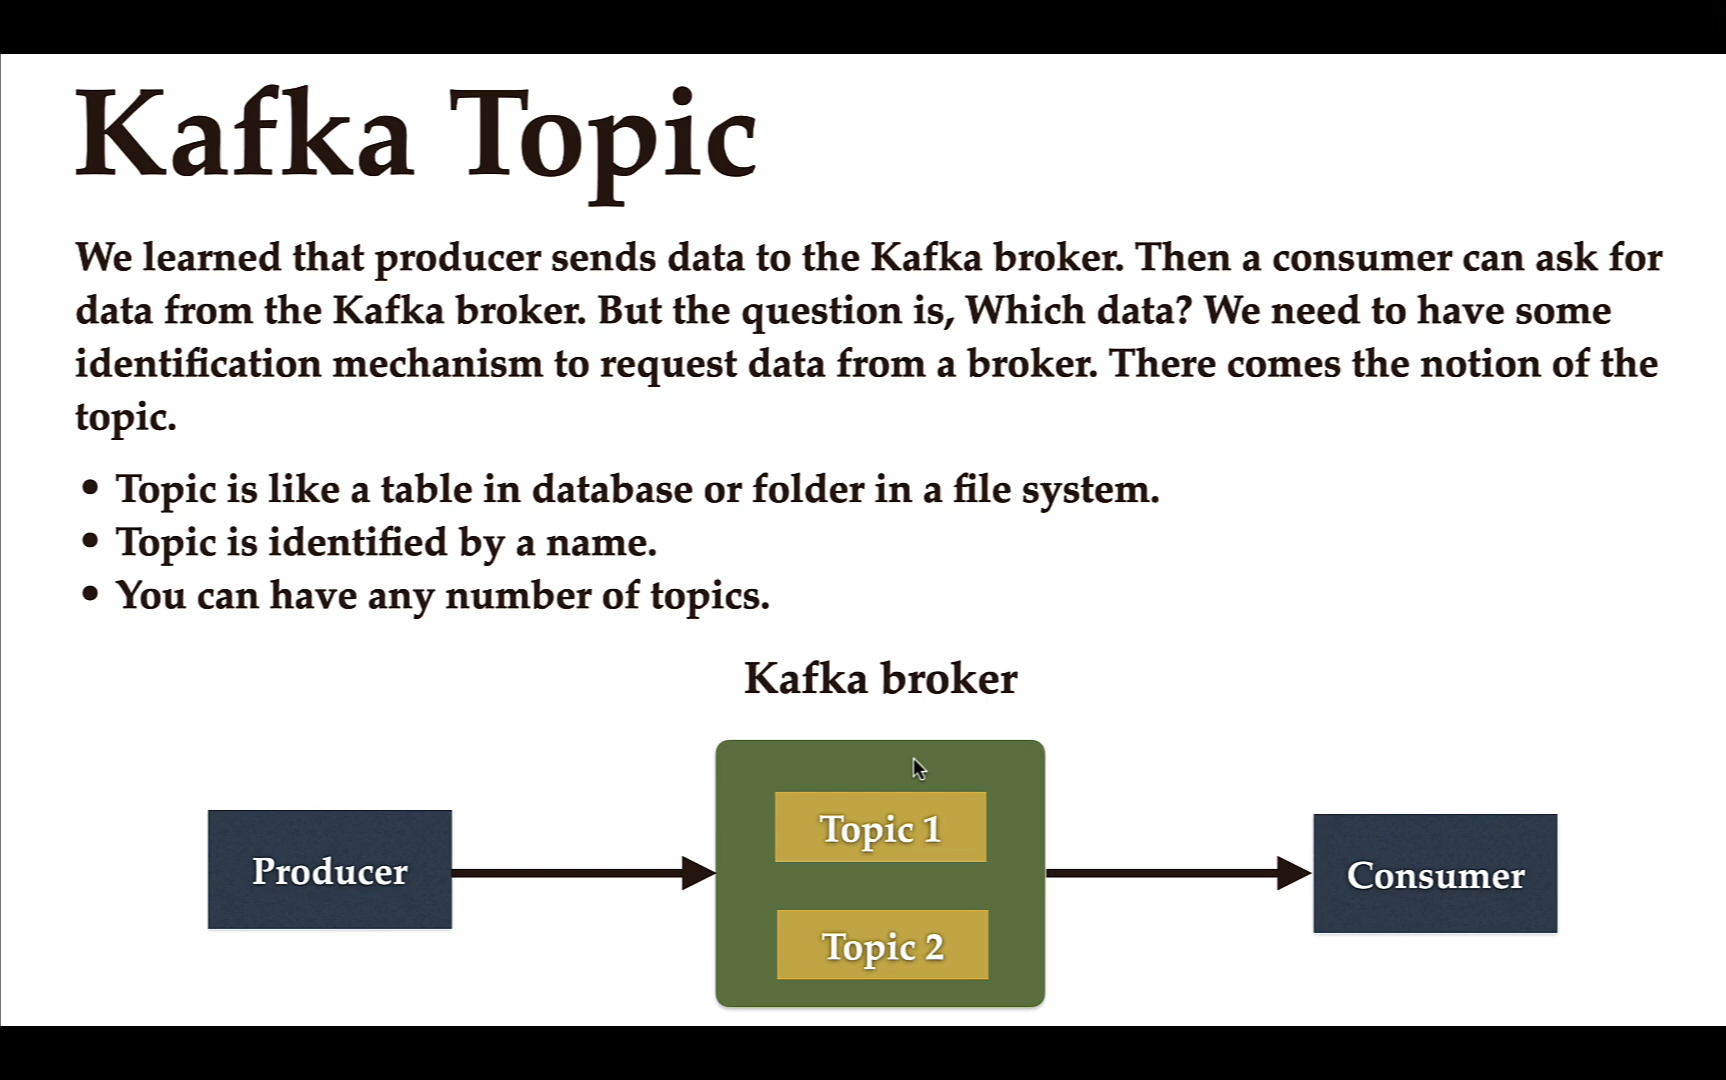 Kafka Topic
We learned that producer sends data to the Kafka broker. Then a consumer can ask for
data from the Kafka broker. But the question is, Which data? We need to have some
identification mechanism to request data from a broker. There comes the notion of the
topic.
• Topic is like a table in database or folder in a file system.
• Topic is identified by a name.
• You can have any number of topics.
Kafka broker
Topic 1
Producer
Consumer
Topic 2